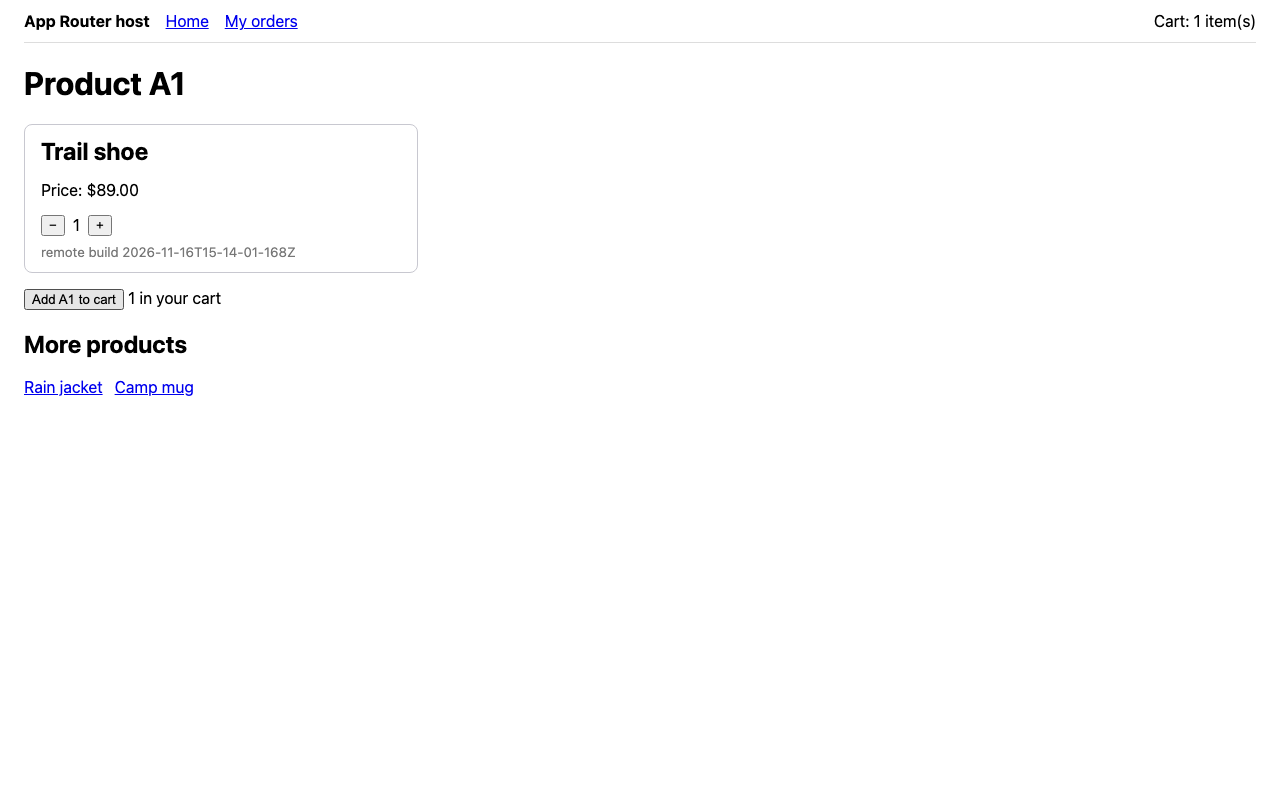 App Router host Home My orders Cart: 1 item(s)
Product A1
Trail shoe
Price: $89.00
− 1 +
remote build 2026-11-16T15-14-01-168Z
Add A1 to cart 1 in your cart
More products
Rain jacket Camp mug